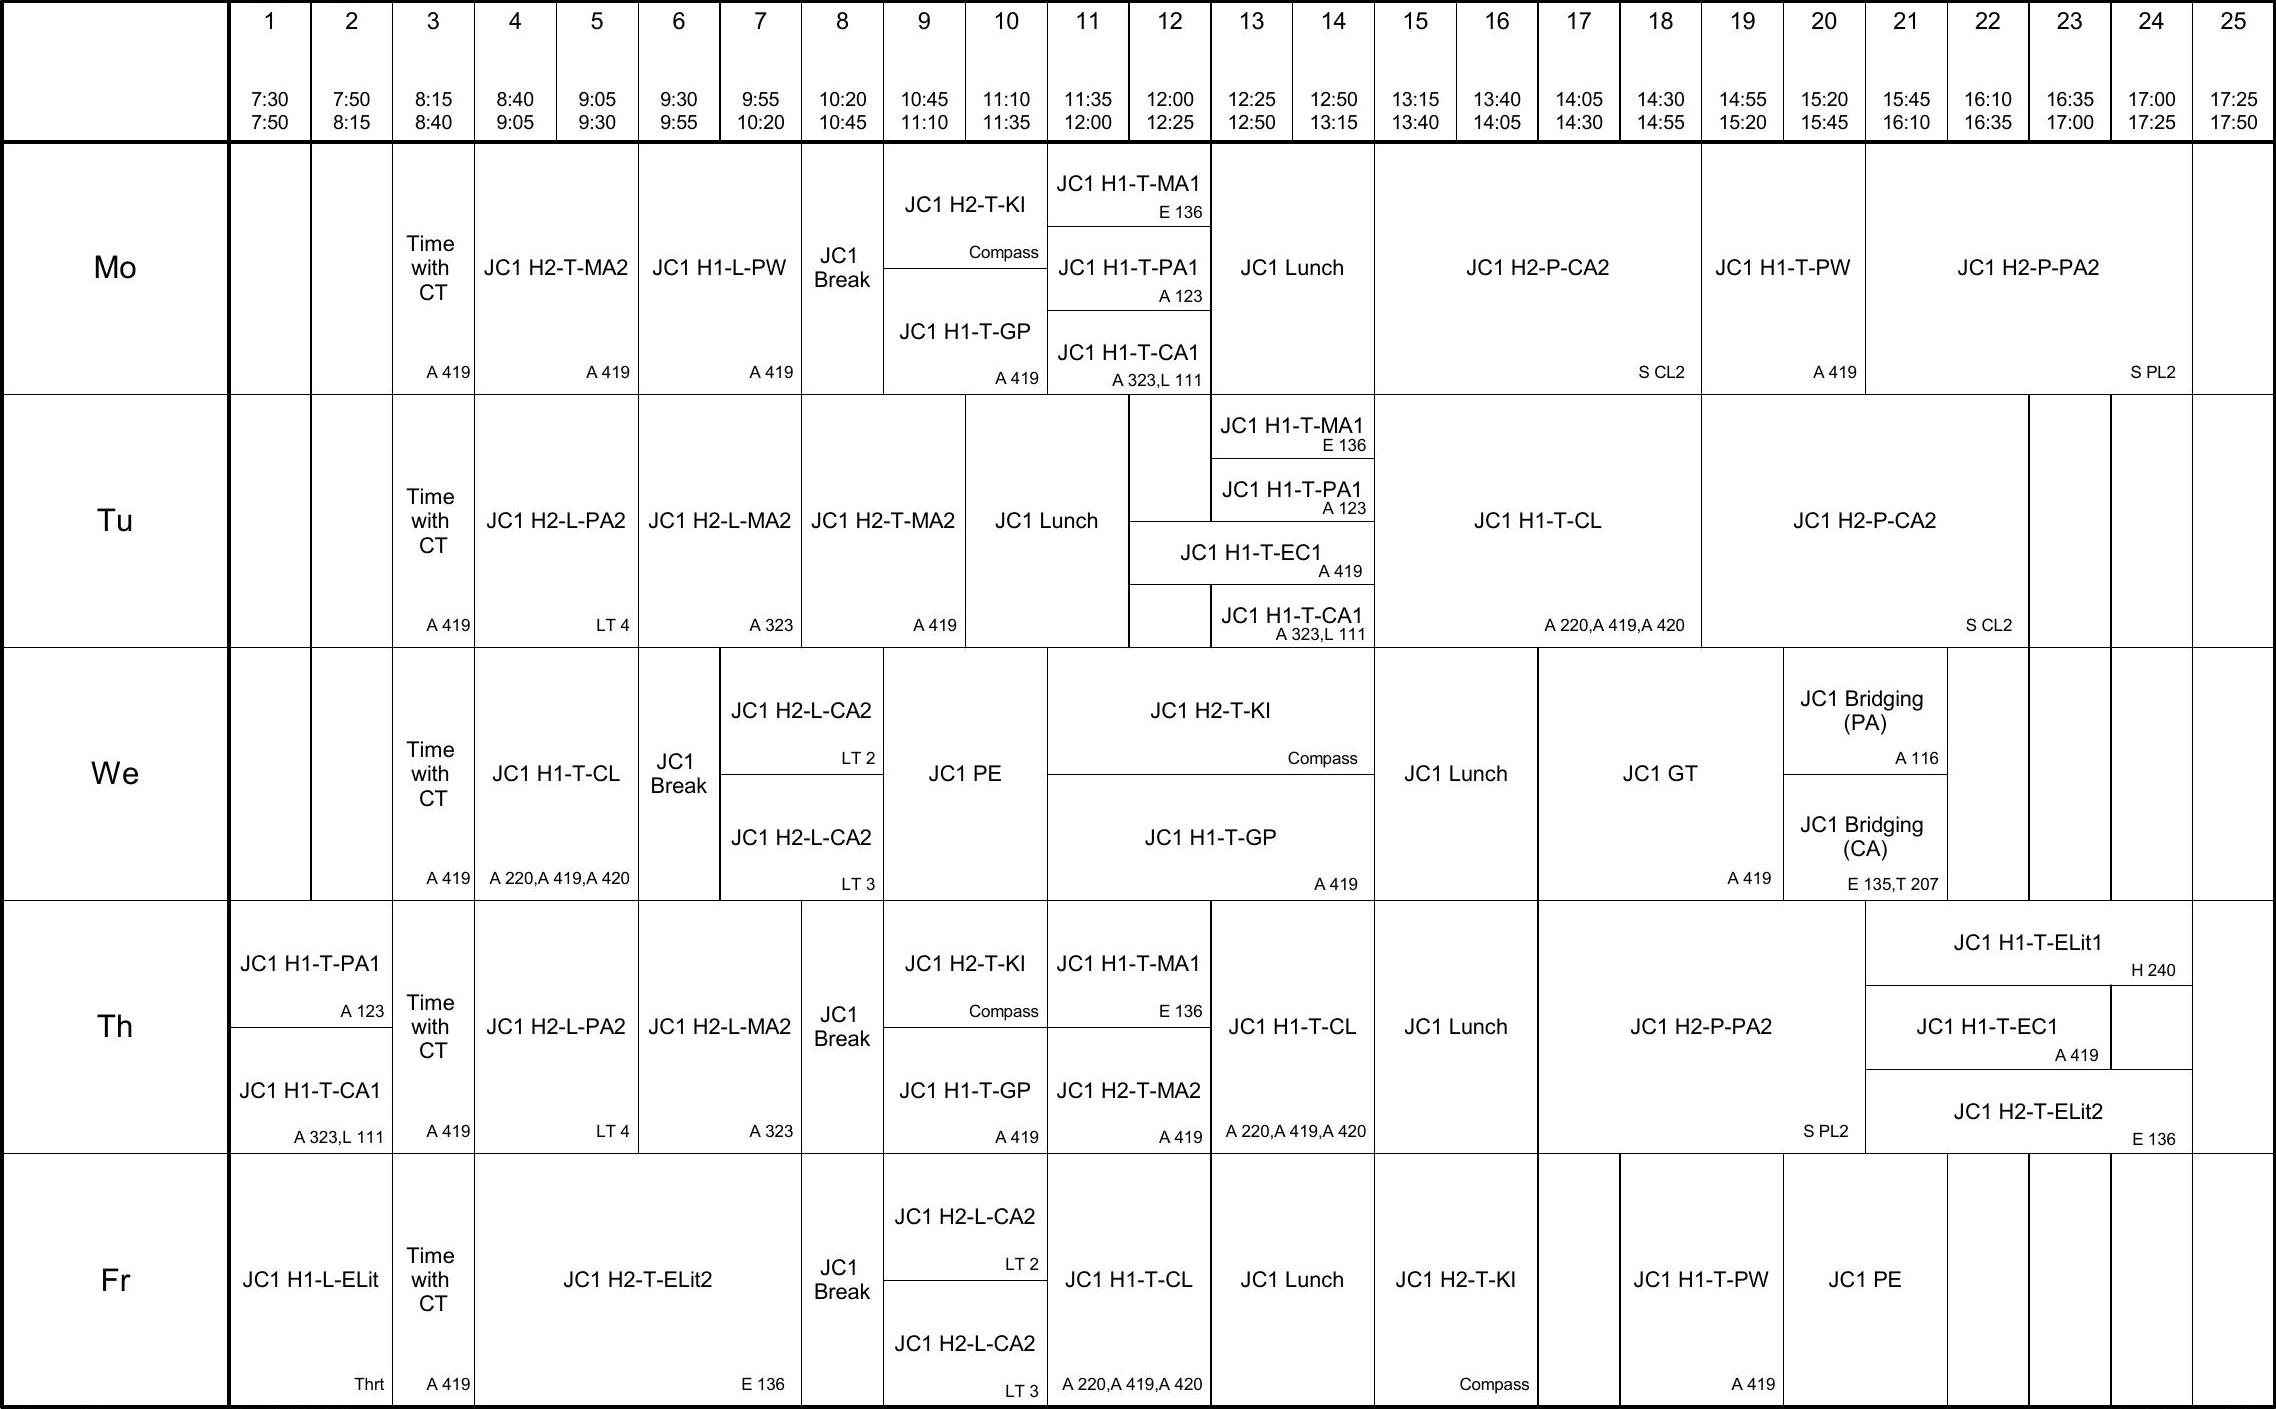 1 2 3 4 5 6 7 8 9 10 11 12 13 14 15 16 17 18 19 20 21 22 23 24 25
7:30 7:50 8:15 8:40 9:05 9:30 9:55 10:20 10:45 11:10 11:35 12:00 12:25 12:50 13:15 13:40 14:05 14:30 14:55 15:20 15:45 16:10 16:35 17:00 17:25
7:50 8:15 8:40 9:05 9:30 9:55 10:20 10:45 11:10 11:35 12:00 12:25 12:50 13:15 13:40 14:05 14:30 14:55 15:20 15:45 16:10 16:35 17:00 17:25 17:50
Mo
Time
with
CT
A 419
JC1 H2-T-MA2
A 419
JC1 H1-L-PW
A 419
JC1
Break
JC1 H2-T-KI
Compass
JC1 H1-T-GP
A 419
JC1 H1-T-MA1
E 136
JC1 H1-T-PA1
A 123
JC1 H1-T-CA1
A 323,L 111
JC1 Lunch
JC1 H2-P-CA2
S CL2
JC1 H1-T-PW
A 419
JC1 H2-P-PA2
S PL2
Tu
Time
with
CT
A 419
JC1 H2-L-PA2
LT 4
JC1 H2-L-MA2
A 323
JC1 H2-T-MA2
A 419
JC1 Lunch
JC1 H1-T-MA1
E 136
JC1 H1-T-PA1
A 123
JC1 H1-T-EC1
A 419
JC1 H1-T-CA1
A 323,L 111
JC1 H1-T-CL
A 220,A 419,A 420
JC1 H2-P-CA2
S CL2
We
Time
with
CT
A 419
JC1 H1-T-CL
A 220,A 419,A 420
JC1
Break
JC1 H2-L-CA2
LT 2
JC1 H2-L-CA2
LT 3
JC1 PE
JC1 H2-T-KI
Compass
JC1 H1-T-GP
A 419
JC1 Lunch
JC1 GT
A 419
JC1 Bridging
(PA)
A 116
JC1 Bridging
(CA)
E 135,T 207
Th
JC1 H1-T-PA1
A 123
JC1 H1-T-CA1
A 323,L 111
Time
with
CT
A 419
JC1 H2-L-PA2
LT 4
JC1 H2-L-MA2
A 323
JC1
Break
JC1 H2-T-KI
Compass
JC1 H1-T-GP
A 419
JC1 H1-T-MA1
E 136
JC1 H2-T-MA2
A 419
JC1 H1-T-CL
A 220,A 419,A 420
JC1 Lunch
JC1 H2-P-PA2
S PL2
JC1 H1-T-ELit1
H 240
JC1 H1-T-EC1
A 419
JC1 H2-T-ELit2
E 136
Fr
JC1 H1-L-ELit
Thrt
Time
with
CT
A 419
JC1 H2-T-ELit2
E 136
JC1
Break
JC1 H2-L-CA2
LT 2
JC1 H2-L-CA2
LT 3
JC1 H1-T-CL
A 220,A 419,A 420
JC1 Lunch
JC1 H2-T-KI
Compass
JC1 H1-T-PW
A 419
JC1 PE